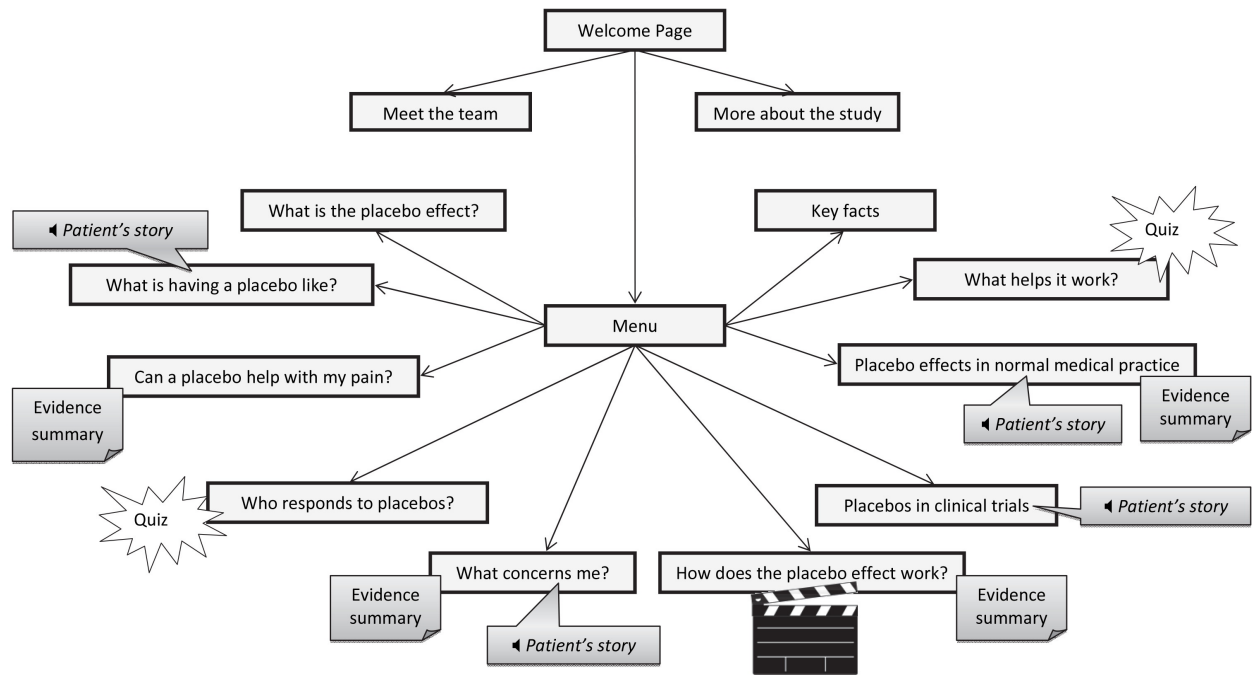 Welcome Page
Meet the team
More about the study
What is the placebo effect?
Key facts
Patient's story
Quiz
What is having a placebo like?
What helps it work?
Menu
Can a placebo help with my pain?
Placebo effects in normal medical practice
Evidence
summary
Patient's story
Evidence
summary
Who responds to placebos?
Quiz
Placebos in clinical trials
Patient's story
What concerns me?
How does the placebo effect work?
Evidence
summary
Patient's story
Evidence
summary